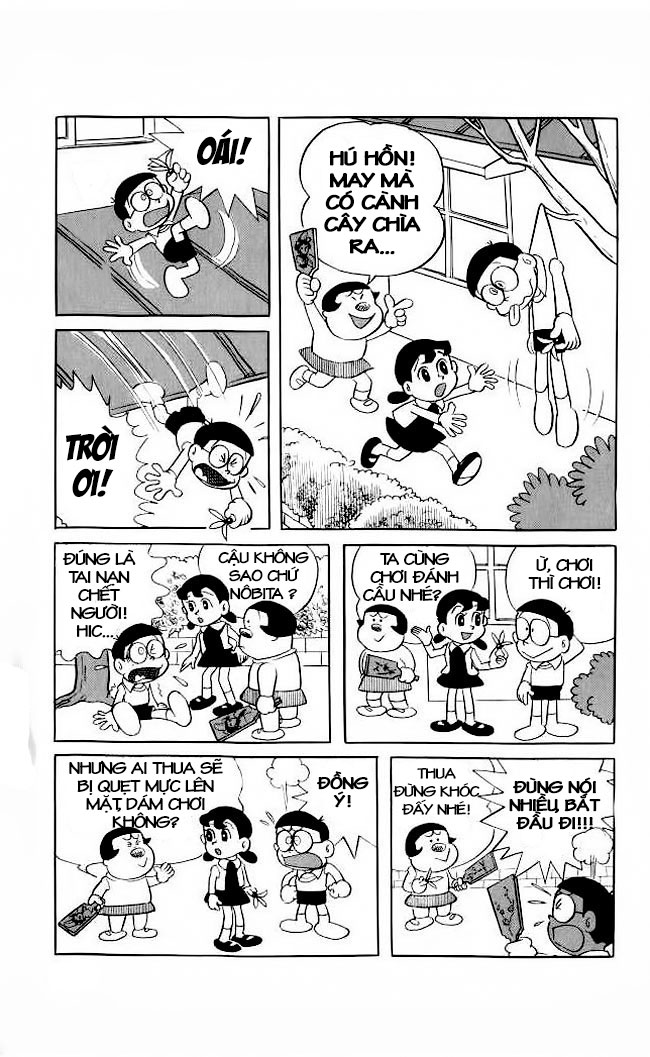 OÁI!
TRỜI
ƠI!
HÚ HỒN!
MAY MÀ
CÓ CÀNH
CÂY CHÌA
RA...
ĐÚNG LÀ
TAI NẠN
CHẾT
NGƯỜI!
HIC...
CẬU KHÔNG
SAO CHỨ
NÔBITA ?
TA CÙNG
CHƠI ĐÁNH
CẦU NHÉ?
Ừ, CHƠI
THÌ CHƠI!
NHƯNG AI THUA SẼ
BỊ QUẸT MỰC LÊN
MẶT, DÁM CHƠI
KHÔNG?
ĐỒNG
Ý!
THUA
ĐỪNG KHÓC
ĐẤY NHÉ!
ĐỪNG NÓI
NHIỀU, BẮT
ĐẦU ĐI!!!